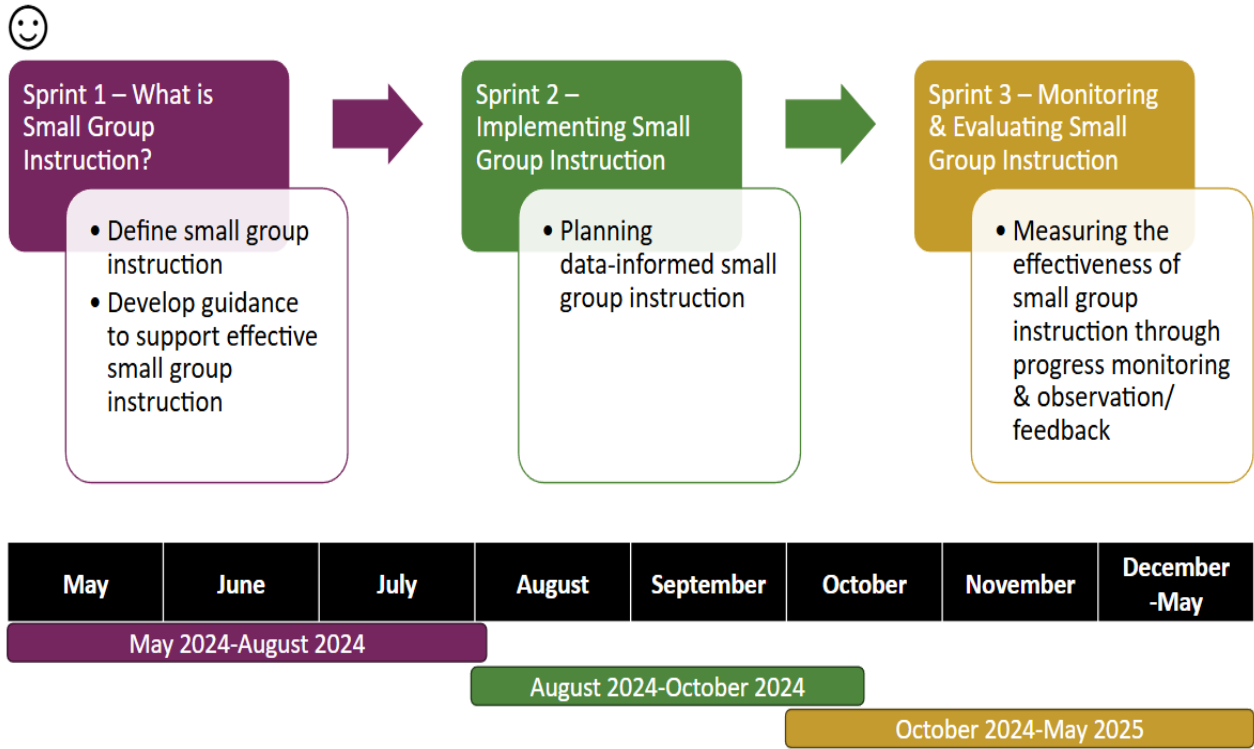 Sprint 1 – What is
Small Group
Instruction?
• Define small group
instruction
• Develop guidance
to support effective
small group
instruction
Sprint 2 –
Implementing Small
Group Instruction
• Planning
data-informed small
group instruction
Sprint 3 – Monitoring
& Evaluating Small
Group Instruction
• Measuring the
effectiveness of
small group
instruction through
progress monitoring
& observation/
feedback
May June July August September October November December
-May
May 2024-August 2024
August 2024-October 2024
October 2024-May 2025